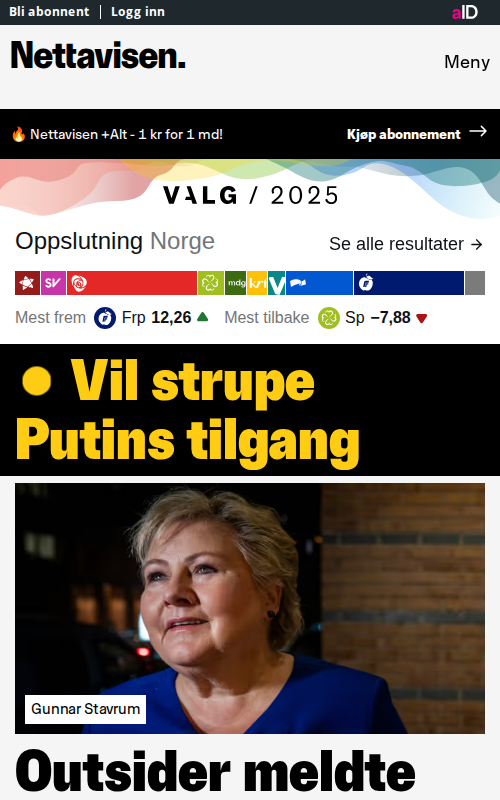 Bli abonnent | Logg inn
aID
Nettavisen.
Meny
🔥 Nettavisen +Alt - 1 kr for 1 md!
Kjøp abonnement →
VALG / 2025
Oppslutning Norge
Se alle resultater →
SV mdg krf V
Mest frem Frp 12,26 ▲ Mest tilbake Sp −7,88 ▼
Vil strupe
Putins tilgang
Gunnar Stavrum
Outsider meldte